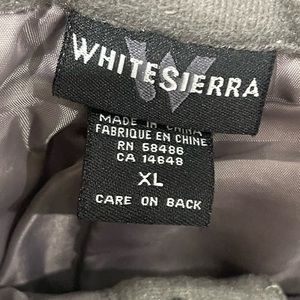 WHITESIERRA
MADE IN CHINA
FABRIQUE EN CHINE
RN 58486
CA 14648
XL
CARE ON BACK